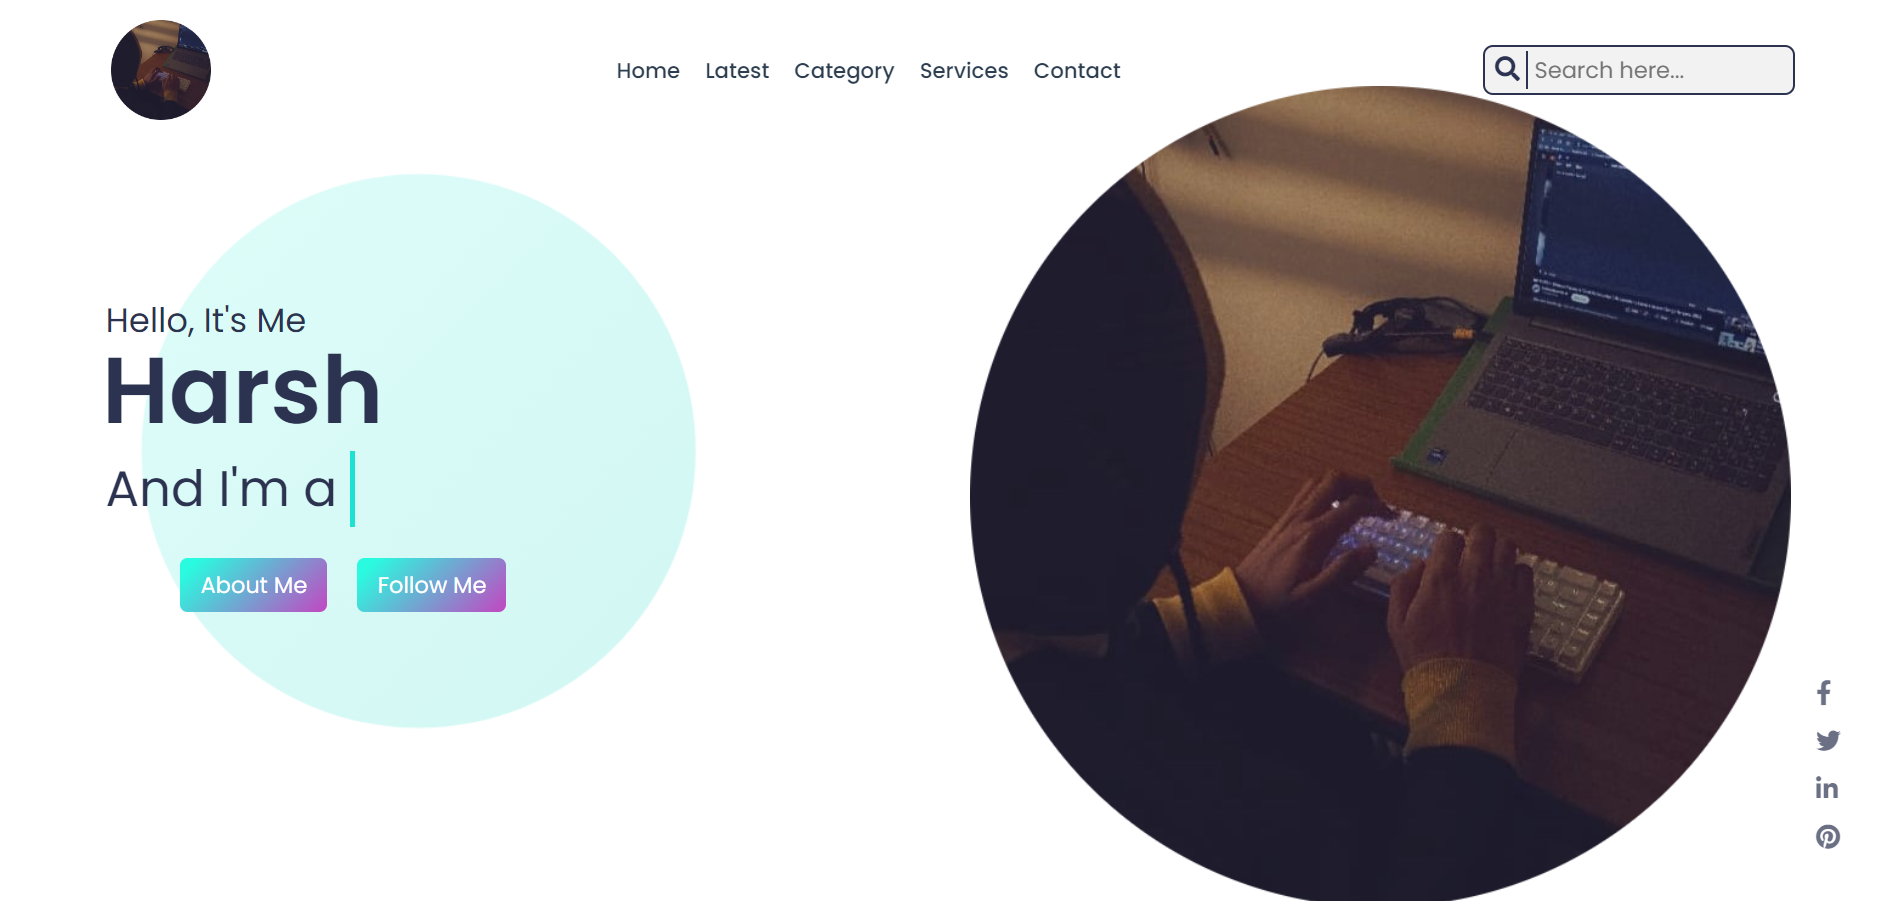 Home
Latest
Category
Services
Contact
Search here...
Hello, It's Me
Harsh
And I'm a
About Me
Follow Me